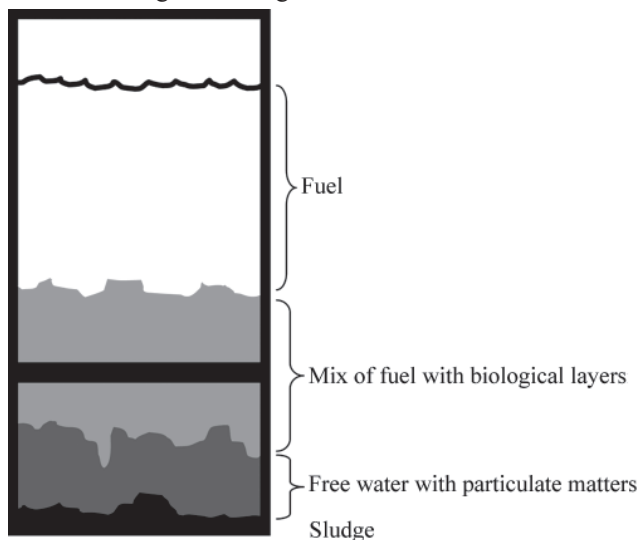 Fuel
Mix of fuel with biological layers
Free water with particulate matters
Sludge